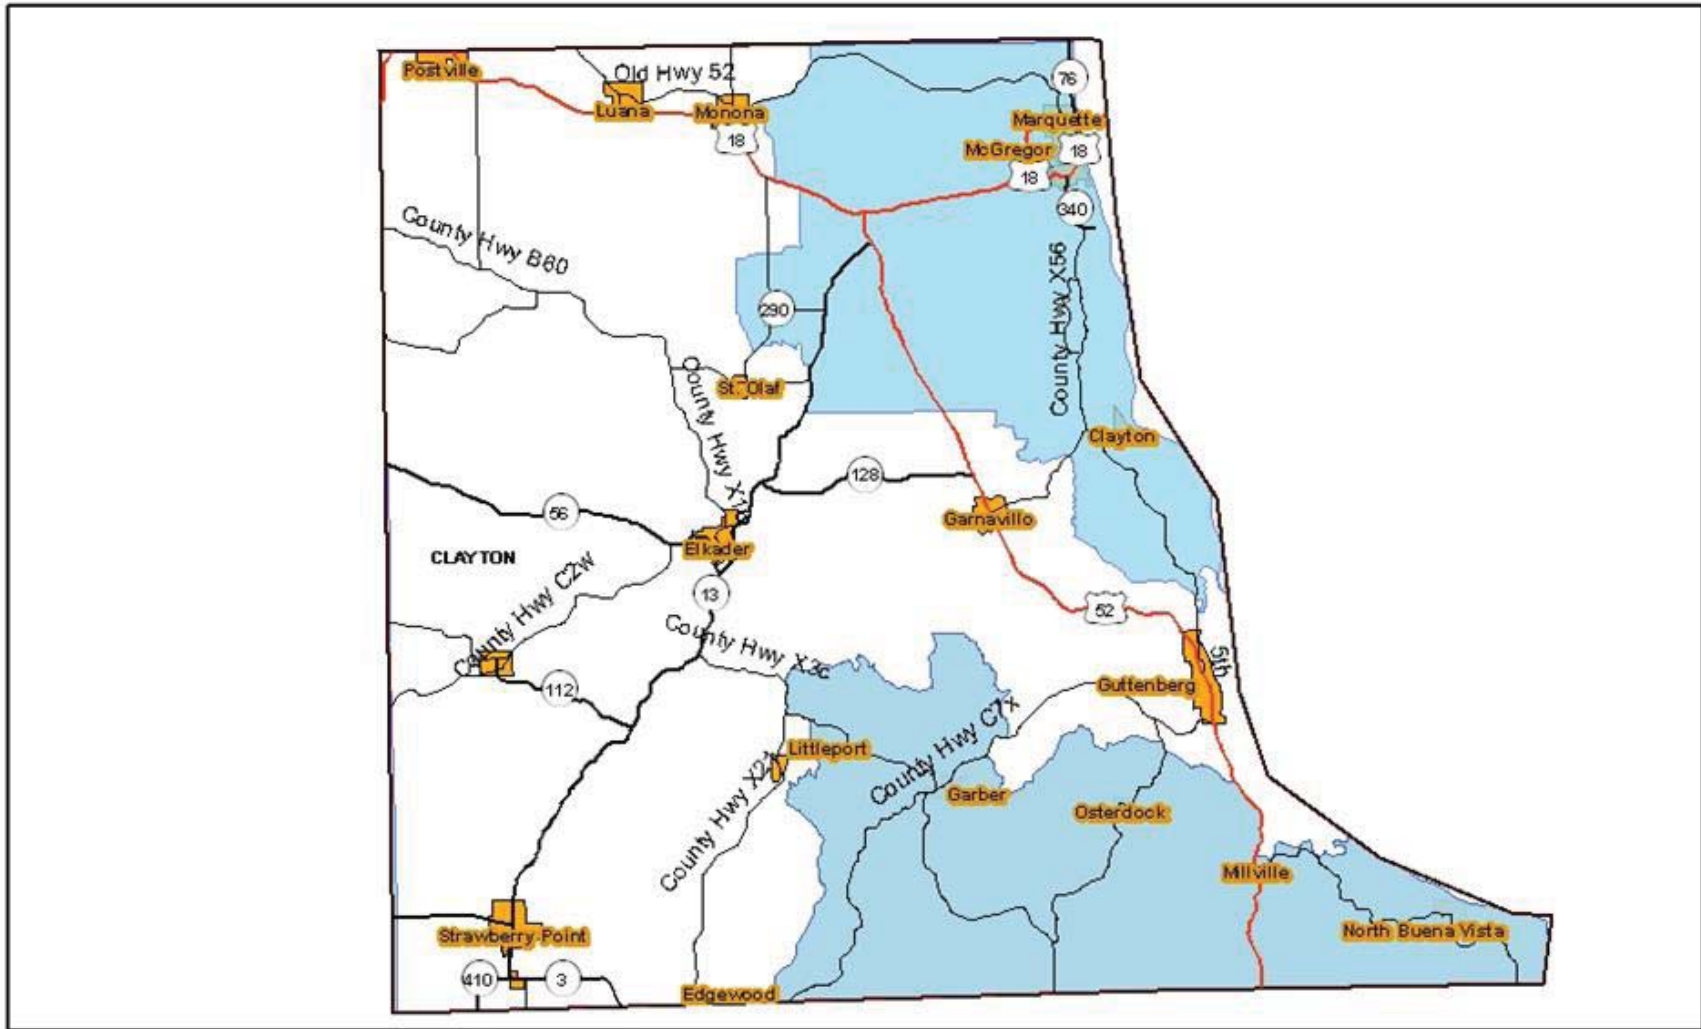 Postville
Old Hwy 52
76
Luana
Monona
Marquette
18
McGregor
18
18
340
County Hwy B60
County Hwy X56
290
County Hwy X1
St. Olaf
Clayton
128
56
Garnavillo
Elkader
CLAYTON
County Hwy C2w
13
52
County Hwy X3c
5th
112
Guttenberg
Littleport
County Hwy C7x
County Hwy X21
Garber
Osterdock
Millville
Strawberry Point
North Buena Vista
410
3
Edgewood